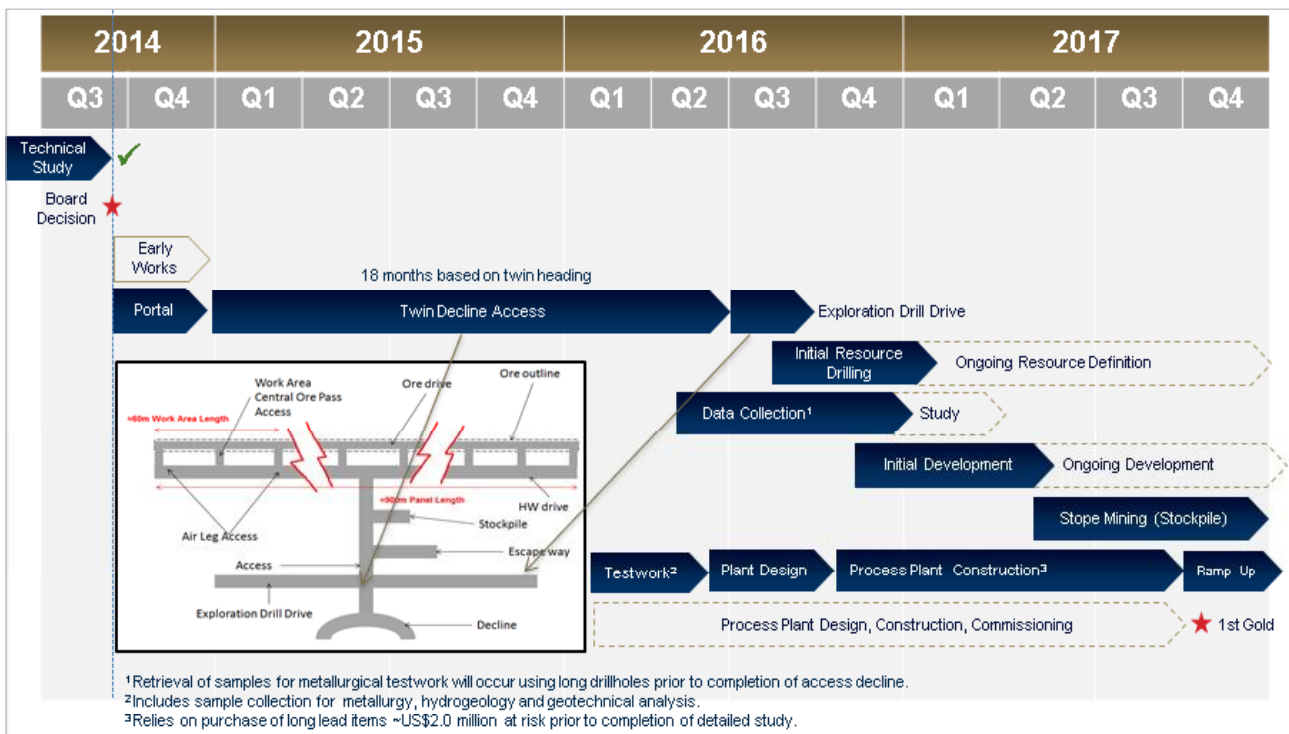 2014 2015 2016 2017
Q3 Q4 Q1 Q2 Q3 Q4 Q1 Q2 Q3 Q4 Q1 Q2 Q3 Q4
Technical
Study
Board
Decision
Early
Works
18 months based on twin heading
Portal
Twin Decline Access
Exploration Drill Drive
Initial Resource
Drilling
Ongoing Resource Definition
Data Collection¹
Study
Initial Development
Ongoing Development
Stope Mining (Stockpile)
Testwork²
Plant Design
Process Plant Construction³
Ramp Up
Process Plant Design, Construction, Commissioning
1st Gold
Work Area
Central Ore Pass
Access
Ore drive
Ore outline
≈60m Work Area Length
≈900m Panel Length
HW drive
Air Leg Access
Stockpile
Escape way
Access
Exploration Drill Drive
Decline
¹Retrieval of samples for metallurgical testwork will occur using long drillholes prior to completion of access decline.
²Includes sample collection for metallurgy, hydrogeology and geotechnical analysis.
³Relies on purchase of long lead items ~US$2.0 million at risk prior to completion of detailed study.